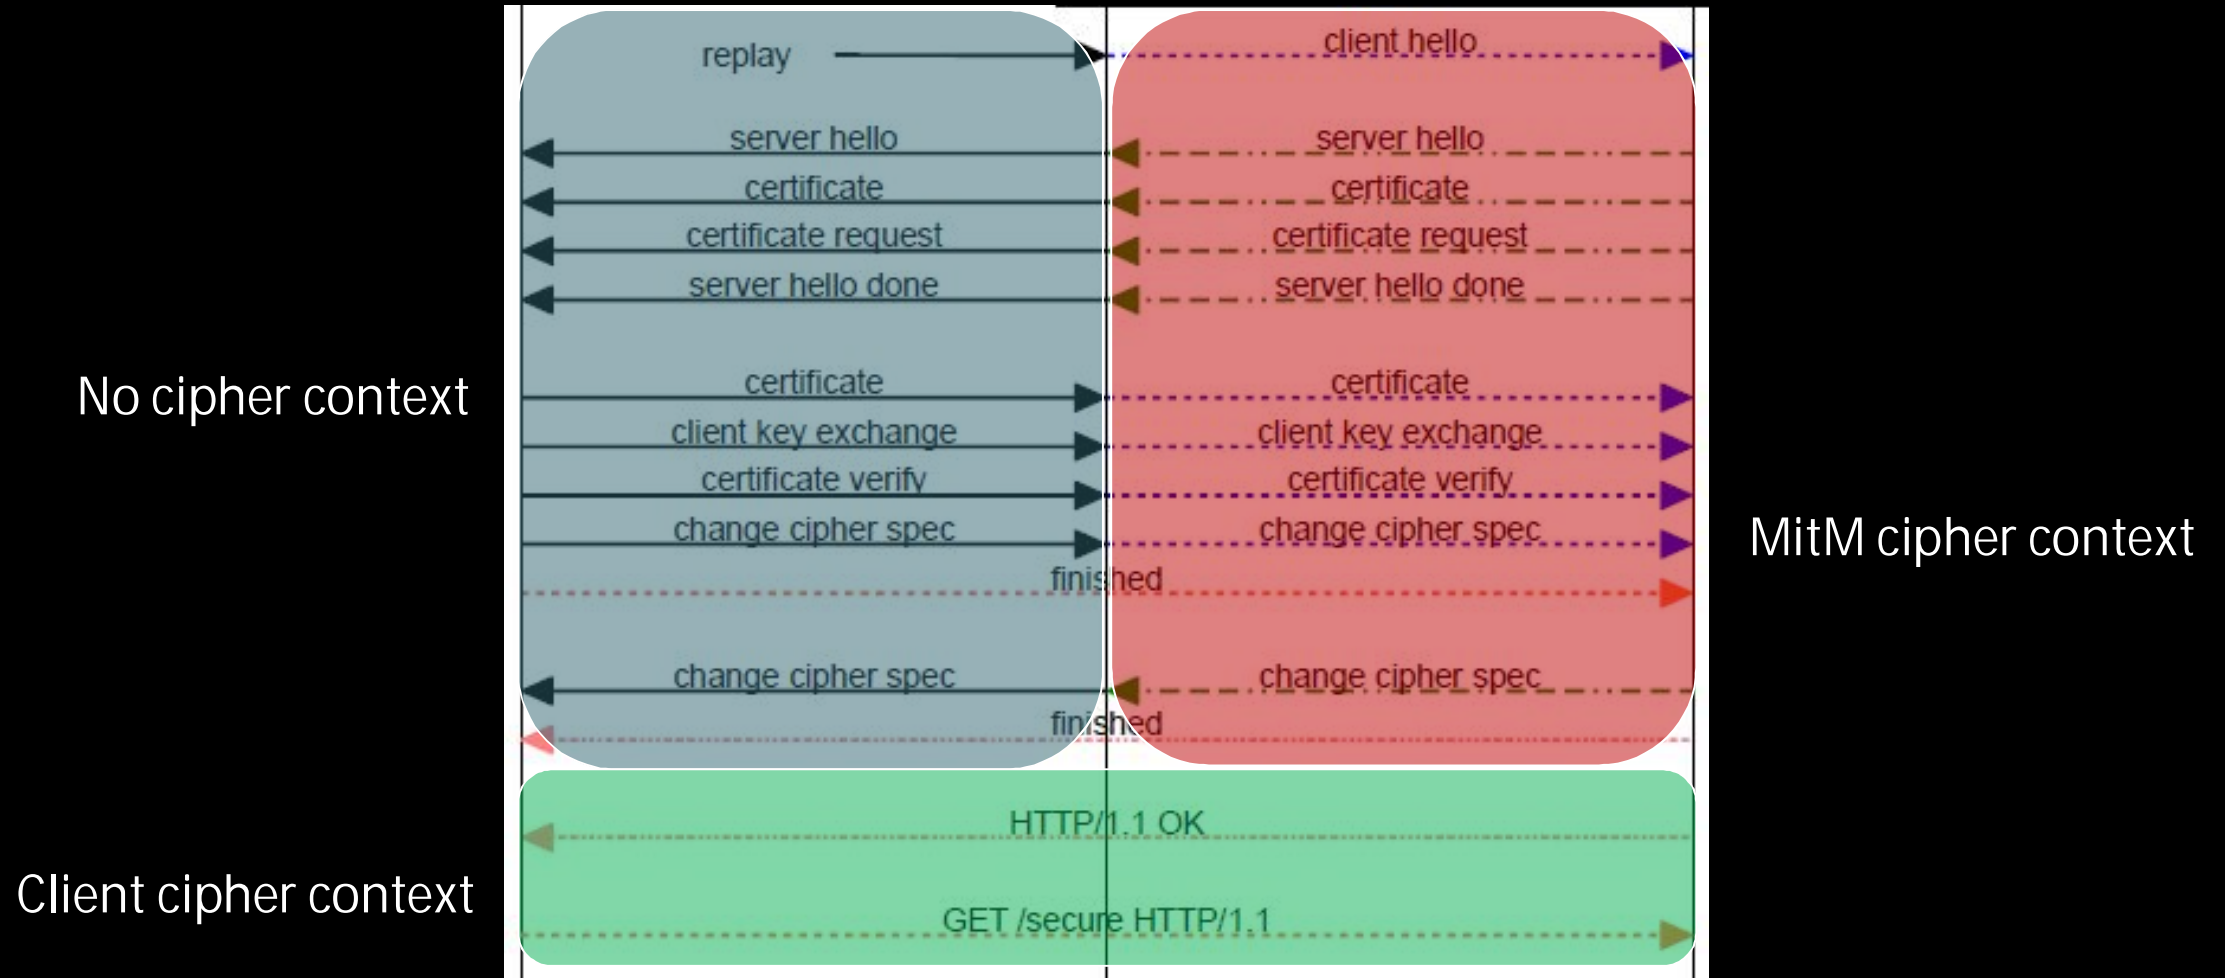 replay
client hello
server hello
server hello
certificate
certificate
certificate request
certificate request
server hello done
server hello done
No cipher context
certificate
certificate
client key exchange
client key exchange
certificate verify
certificate verify
change cipher spec
change cipher spec
MitM cipher context
finished
change cipher spec
change cipher spec
finished
HTTP/1.1 OK
Client cipher context
GET /secure HTTP/1.1